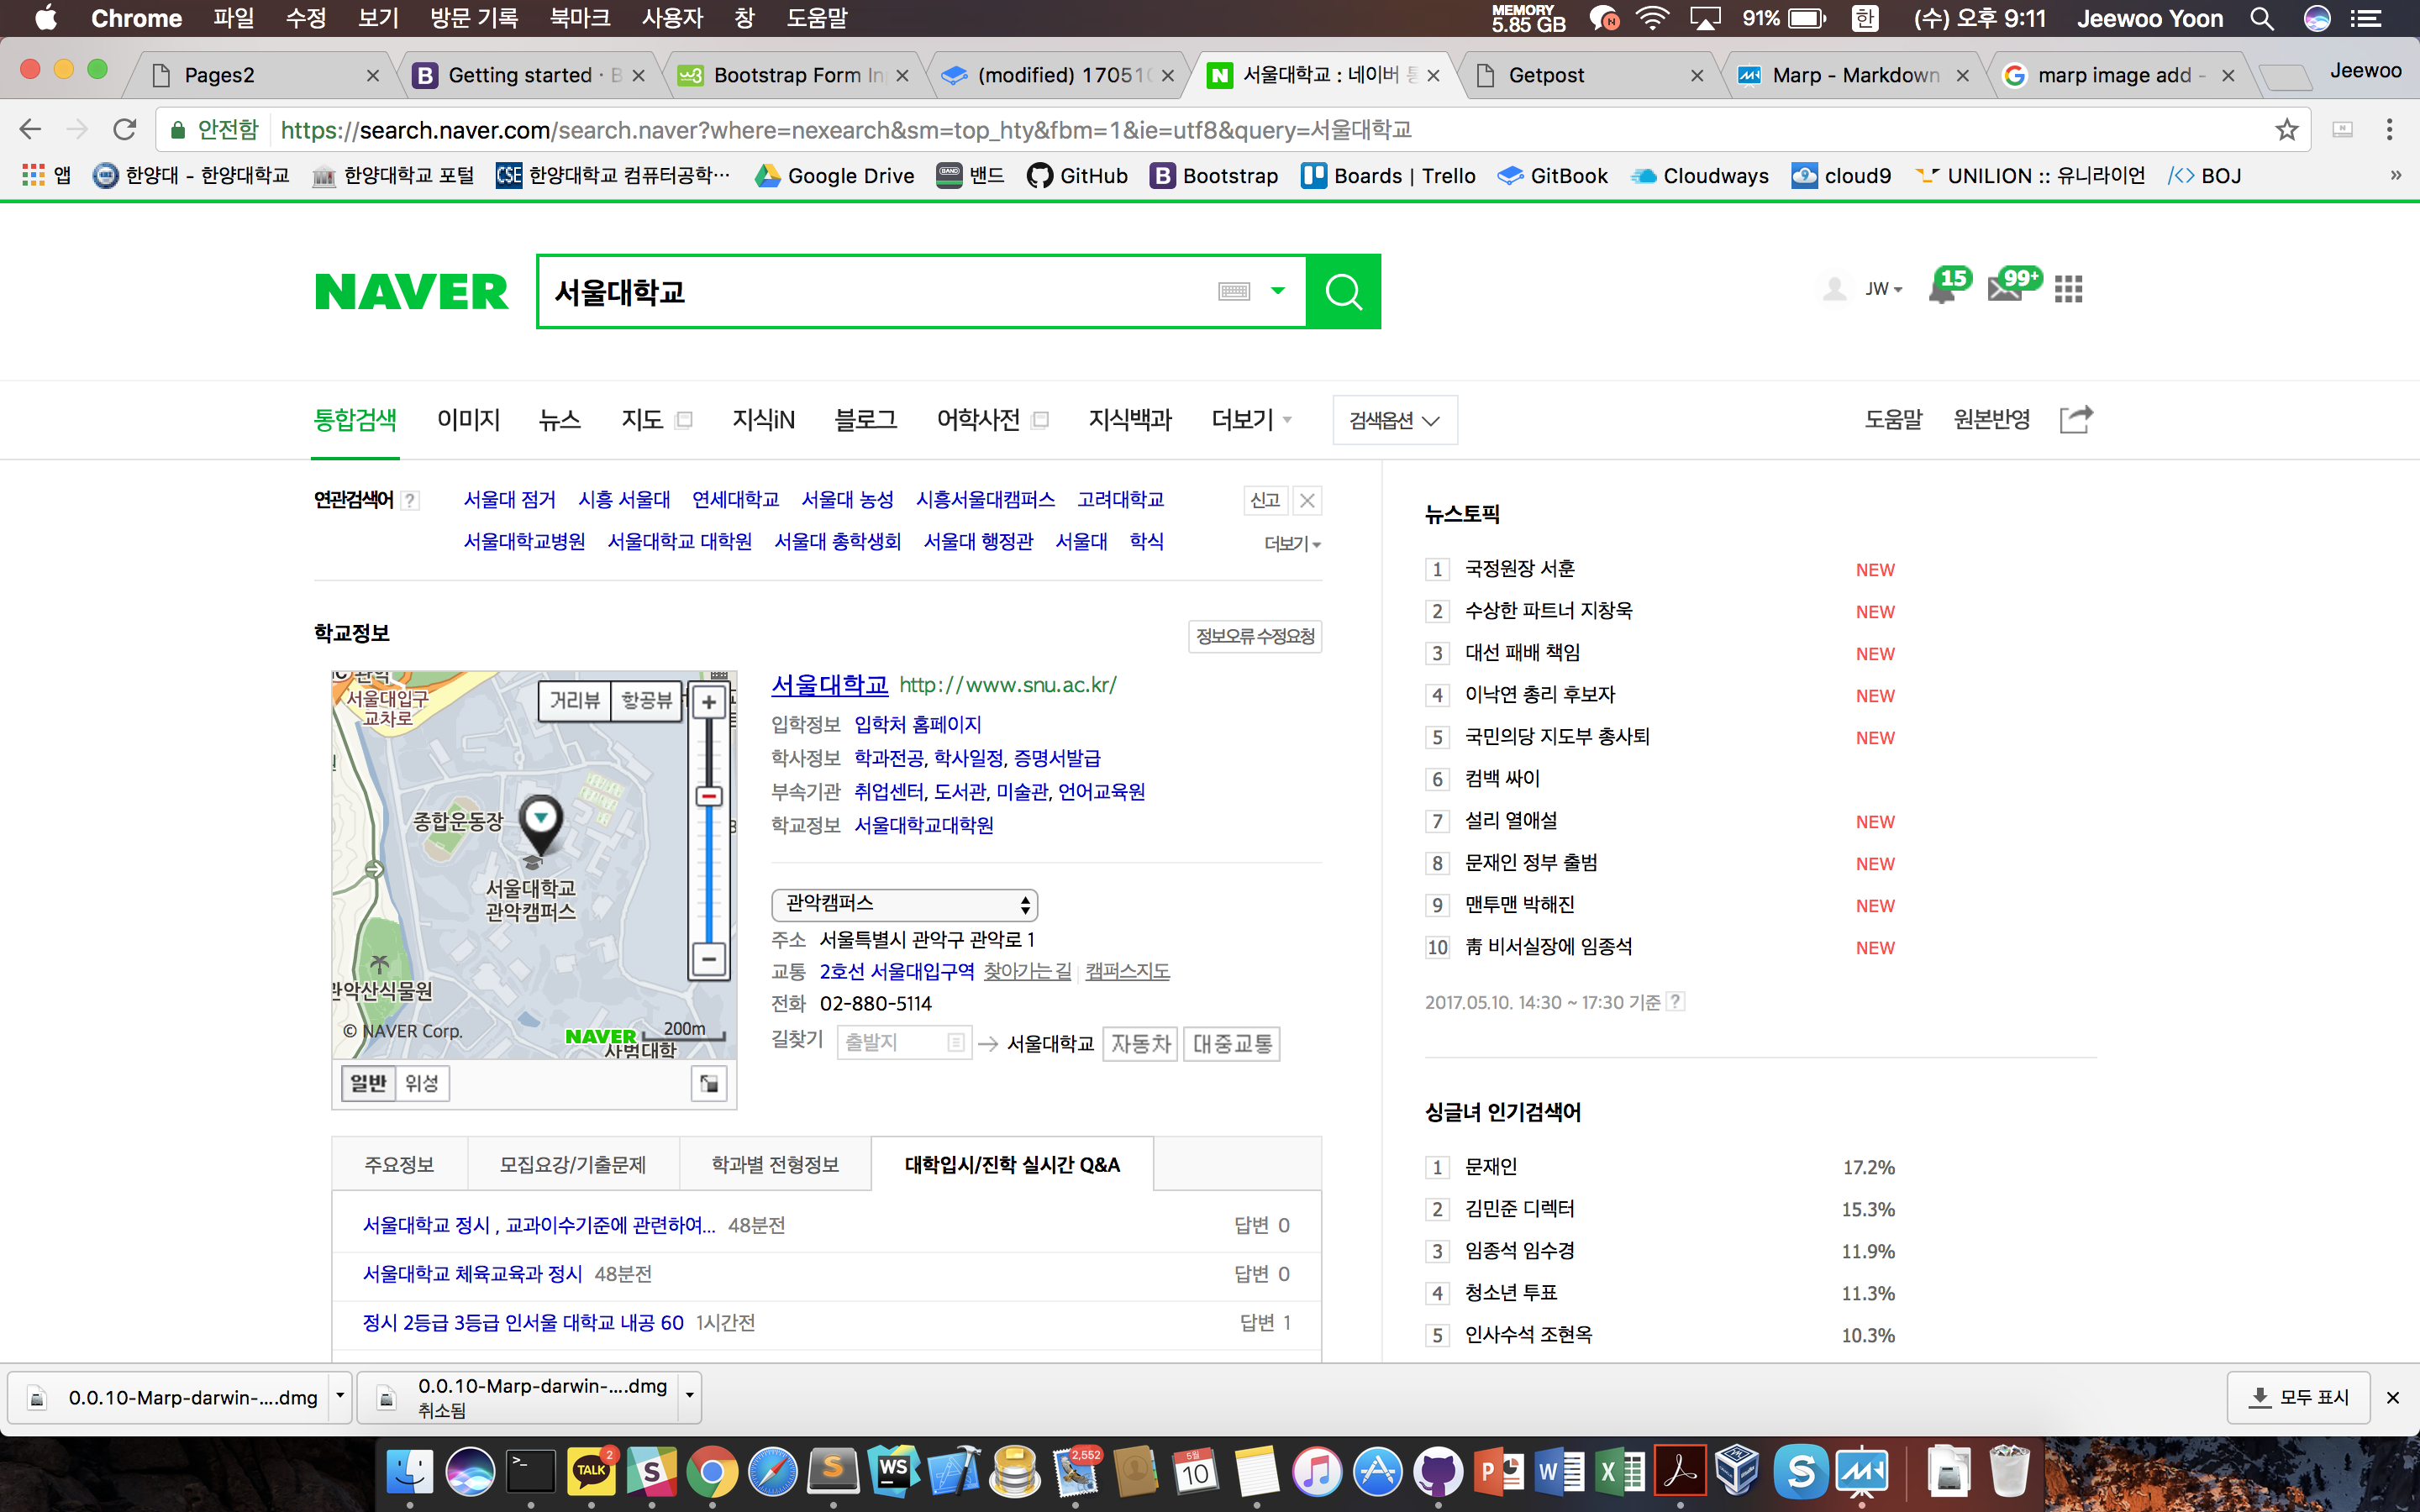 Chrome 파일 수정 보기 방문 기록 북마크 사용자 창 도움말 MEMORY 5.85 GB N 91% 한 (수) 오후 9:11 Jeewoo Yoon
Pages2 Getting started · B Bootstrap Form In (modified) 17051 서울대학교 : 네이버 통 Getpost Marp - Markdown marp image add - Jeewoo
안전함 https://search.naver.com/search.naver?where=nexearch&sm=top_hty&fbm=1&ie=utf8&query=서울대학교
앱 한양대 - 한양대학교 한양대학교 포털 CSE 한양대학교 컴퓨터공학… Google Drive 밴드 GitHub Bootstrap Boards | Trello GitBook Cloudways cloud9 UNILION :: 유니라이언 BOJ »
NAVER 서울대학교 JW 15 99+
통합검색 이미지 뉴스 지도 지식iN 블로그 어학사전 지식백과 더보기 검색옵션 도움말 원본반영
연관검색어 ? 서울대 점거 시흥 서울대 연세대학교 서울대 농성 시흥서울대캠퍼스 고려대학교 신고
서울대학교병원 서울대학교 대학원 서울대 총학생회 서울대 행정관 서울대 학식 더보기
학교정보 정보오류 수정요청
서울대입구
교차로
거리뷰 항공뷰
종합운동장
서울대학교
관악캠퍼스
관악산식물원
© NAVER Corp. NAVER 200m
사범대학
일반 위성
서울대학교 http://www.snu.ac.kr/
입학정보 입학처 홈페이지
학사정보 학과전공, 학사일정, 증명서발급
부속기관 취업센터, 도서관, 미술관, 언어교육원
학교정보 서울대학교대학원
관악캠퍼스
주소 서울특별시 관악구 관악로 1
교통 2호선 서울대입구역 찾아가는 길 캠퍼스지도
전화 02-880-5114
길찾기 출발지 → 서울대학교 자동차 대중교통
주요정보 모집요강/기출문제 학과별 전형정보 대학입시/진학 실시간 Q&A
서울대학교 정시 , 교과이수기준에 관련하여... 48분전 답변 0
서울대학교 체육교육과 정시 48분전 답변 0
정시 2등급 3등급 인서울 대학교 내공 60 1시간전 답변 1
뉴스토픽
1 국정원장 서훈 NEW
2 수상한 파트너 지창욱 NEW
3 대선 패배 책임 NEW
4 이낙연 총리 후보자 NEW
5 국민의당 지도부 총사퇴 NEW
6 컴백 싸이
7 설리 열애설 NEW
8 문재인 정부 출범 NEW
9 맨투맨 박해진 NEW
10 靑 비서실장에 임종석 NEW
2017.05.10. 14:30 ~ 17:30 기준 ?
싱글녀 인기검색어
1 문재인 17.2%
2 김민준 디렉터 15.3%
3 임종석 임수경 11.9%
4 청소년 투표 11.3%
5 인사수석 조현옥 10.3%
0.0.10-Marp-darwin-....dmg 0.0.10-Marp-darwin-....dmg 모두 표시
취소됨
TALK 2 S S WS 2,552 5월 10 P W X S